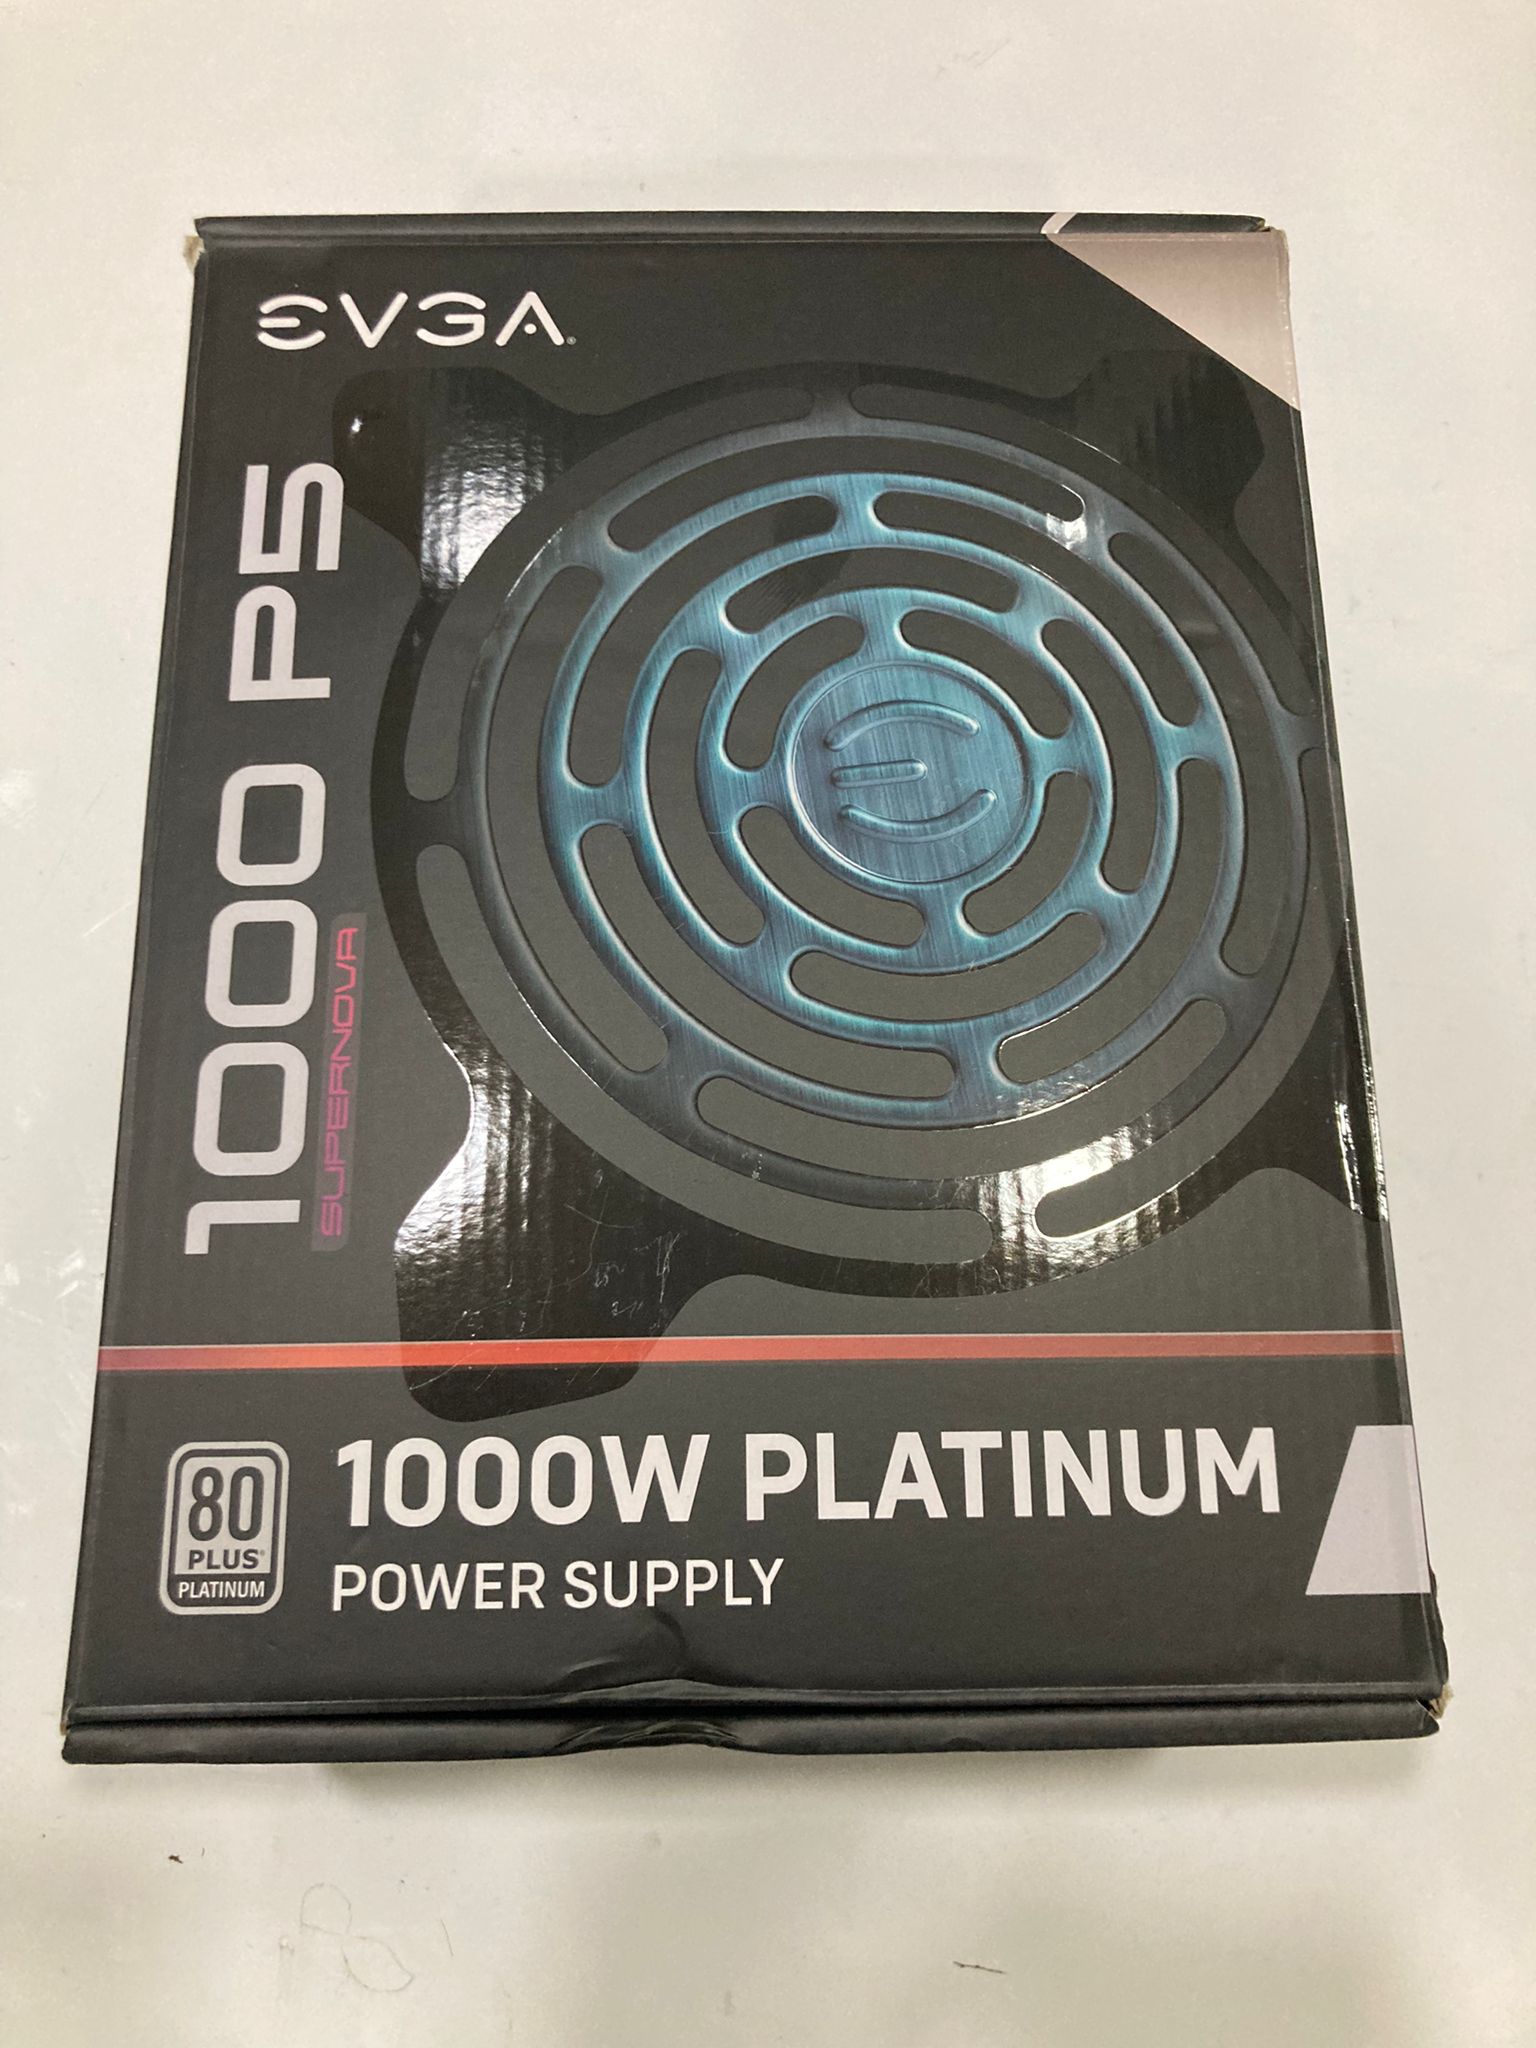 EVGA
1000 P5
SUPERNOVA
80
PLUS
PLATINUM
1000W PLATINUM
POWER SUPPLY